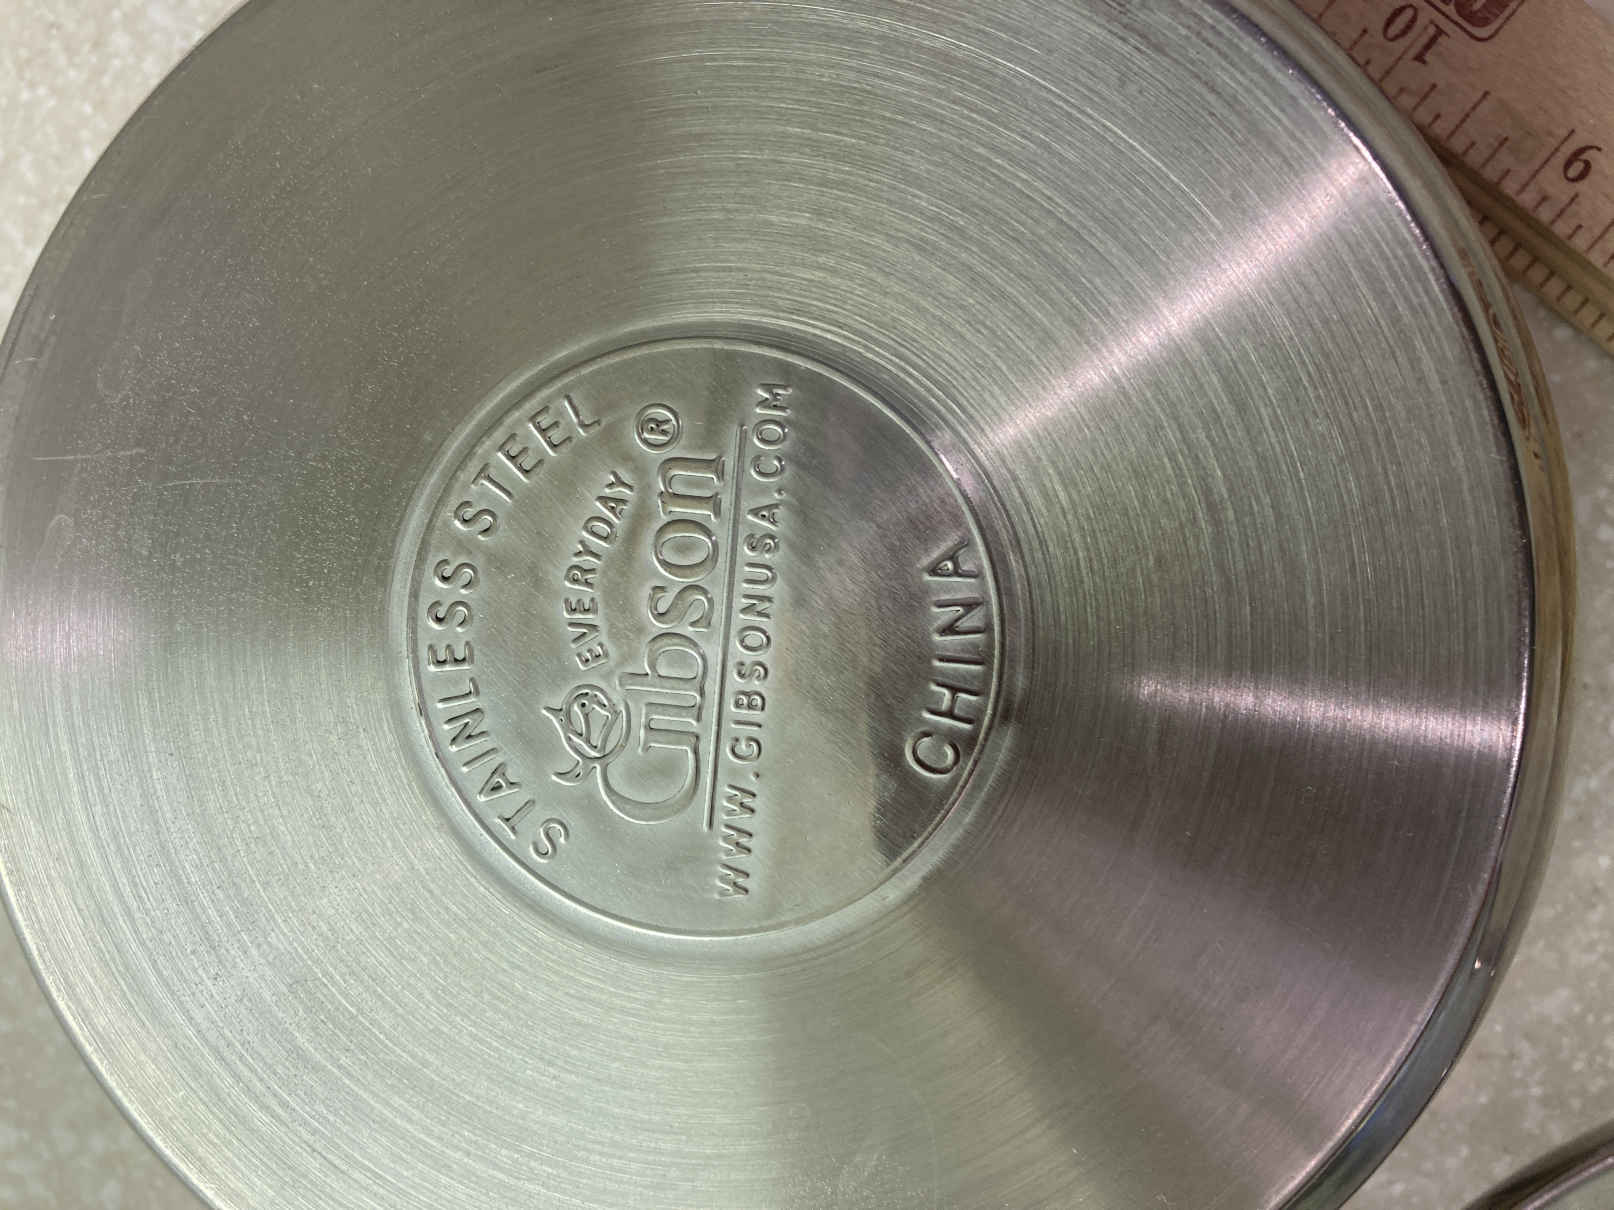 STAINLESS STEEL
EVERYDAY
Gibson®
WWW.GIBSONUSA.COM
CHINA
10
9